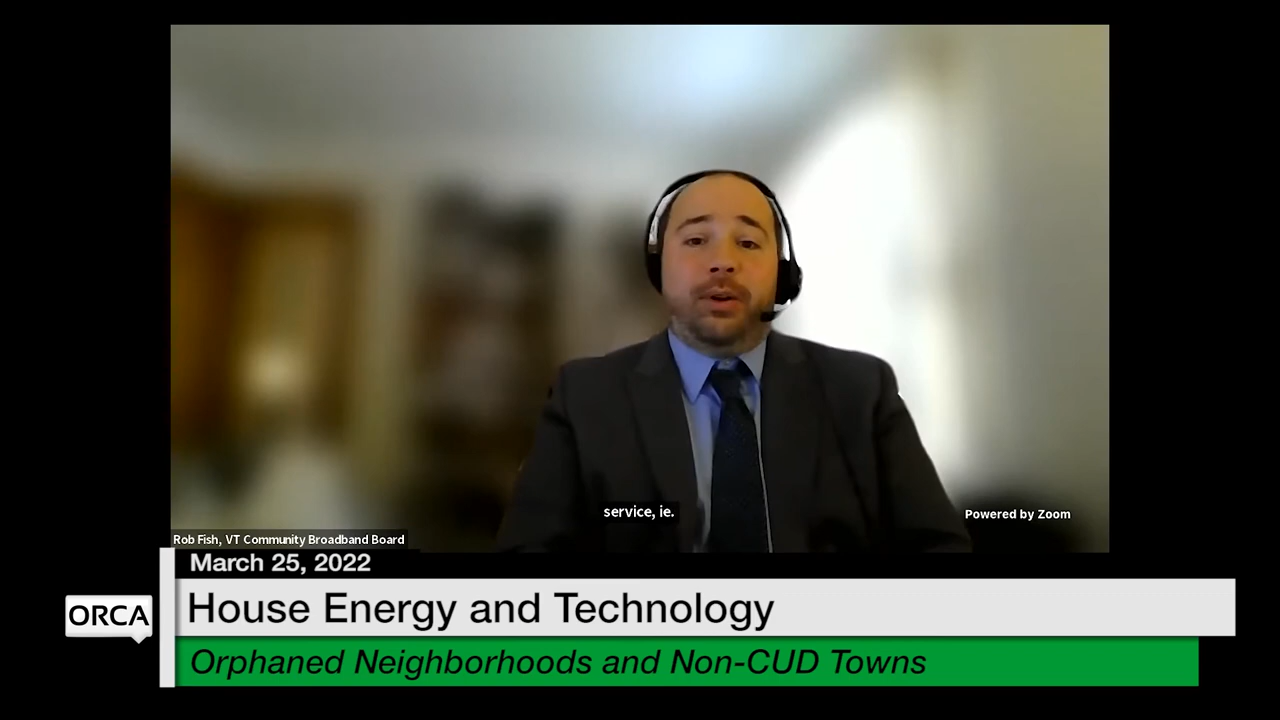 service, ie.
Powered by Zoom
Rob Fish, VT Community Broadband Board
March 25, 2022
ORCA
House Energy and Technology
Orphaned Neighborhoods and Non-CUD Towns